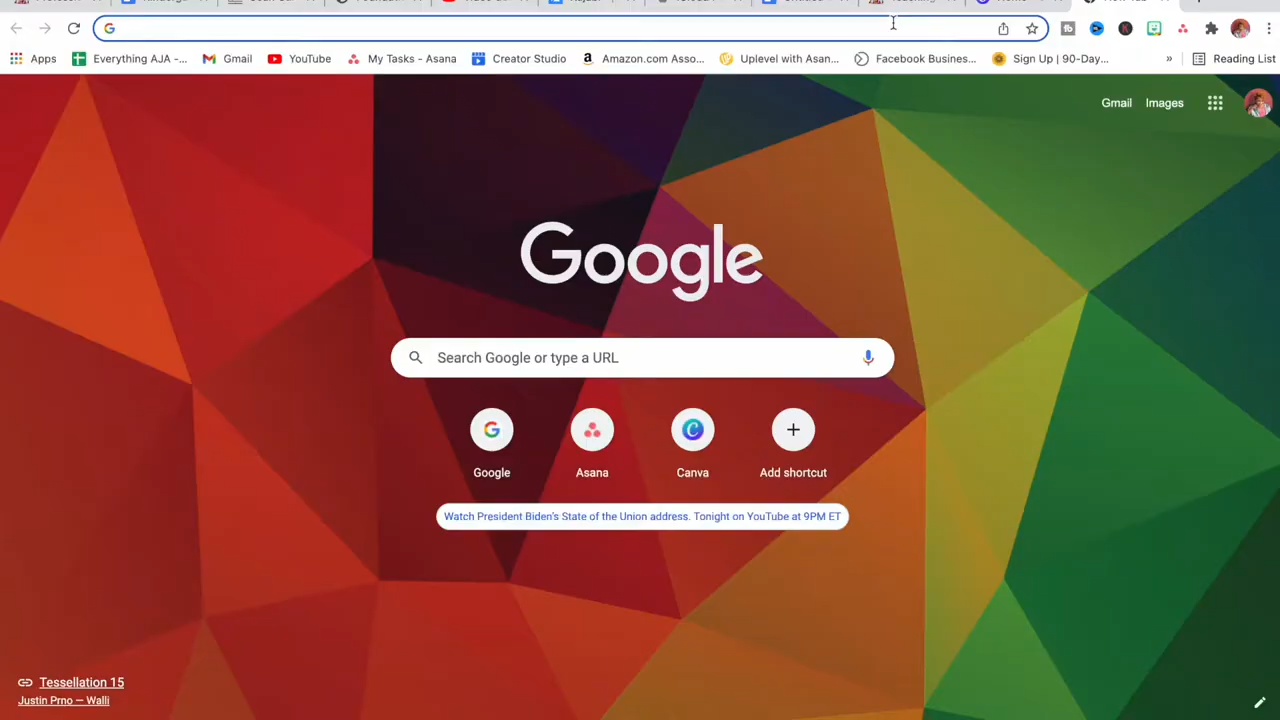 Apps
Everything AJA -...
Gmail
YouTube
My Tasks - Asana
Creator Studio
Amazon.com Asso...
Uplevel with Asan...
Facebook Busines...
Sign Up | 90-Day...
»
Reading List
Gmail
Images
Google
Search Google or type a URL
Google
Asana
Canva
Add shortcut
Watch President Biden's State of the Union address. Tonight on YouTube at 9PM ET
Tessellation 15
Justin Prno — Walli